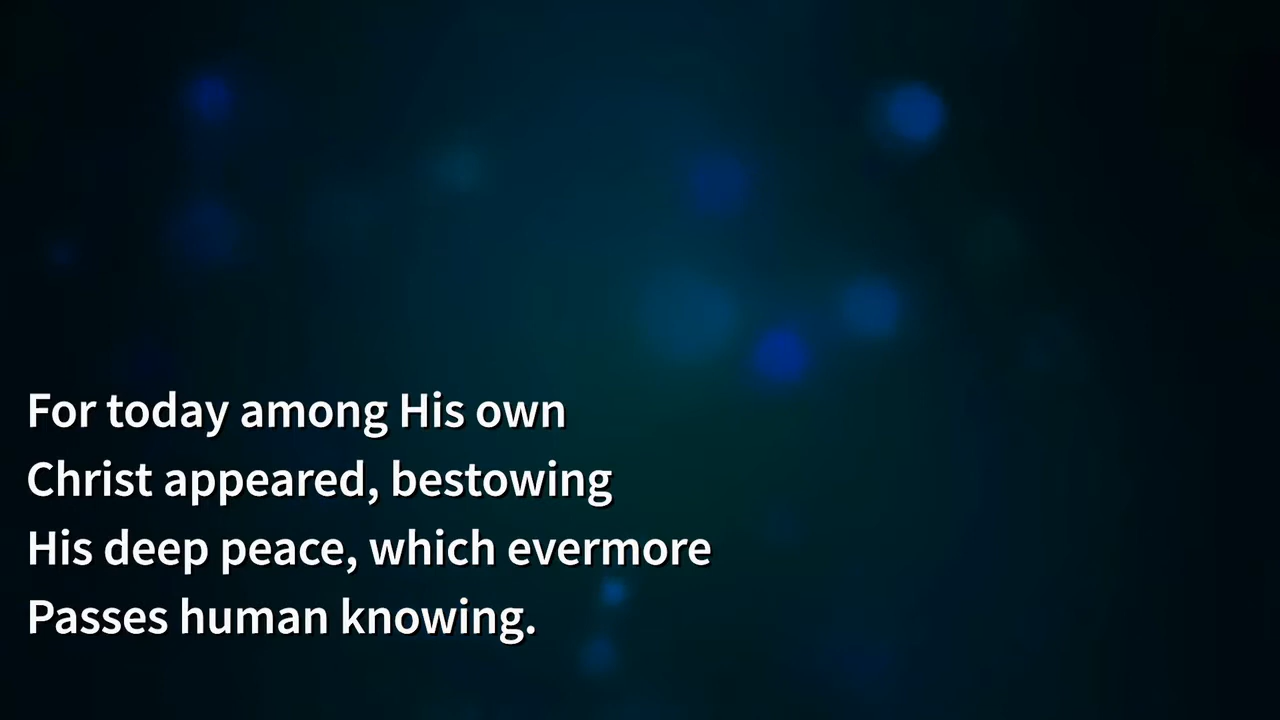 For today among His own
Christ appeared, bestowing
His deep peace, which evermore
Passes human knowing.